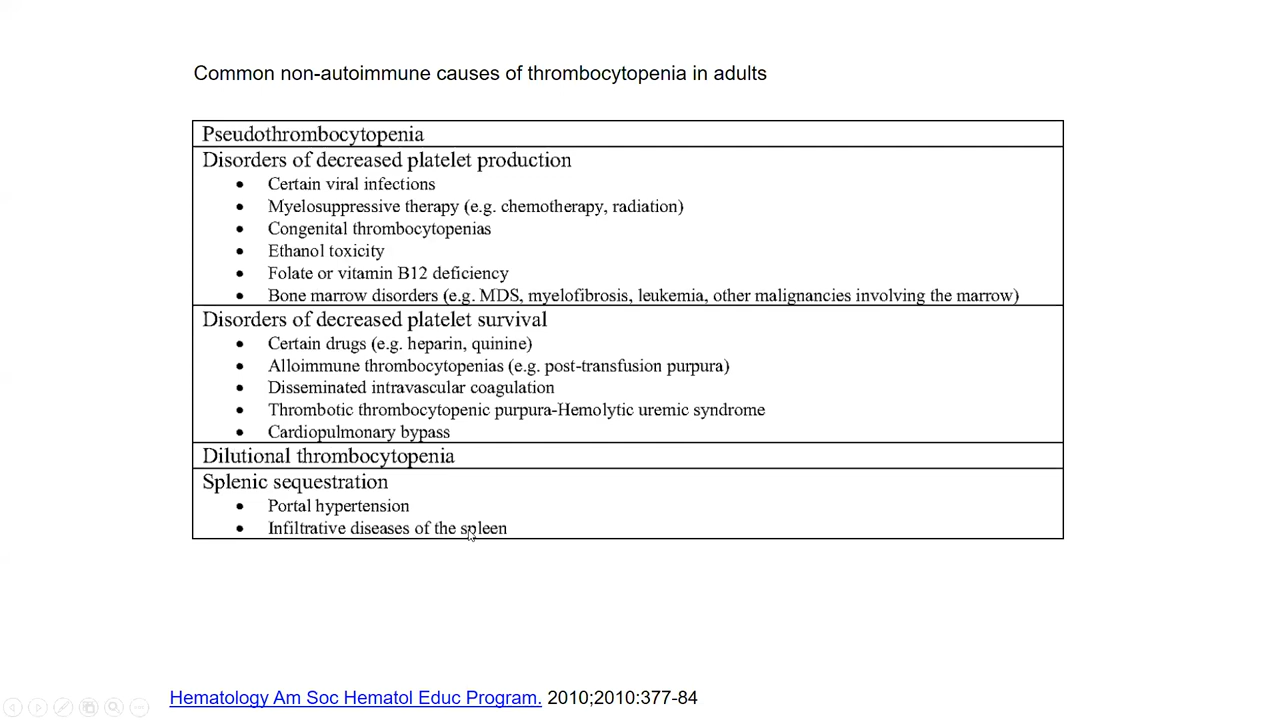 Common non-autoimmune causes of thrombocytopenia in adults
Pseudothrombocytopenia
Disorders of decreased platelet production
• Certain viral infections
• Myelosuppressive therapy (e.g. chemotherapy, radiation)
• Congenital thrombocytopenias
• Ethanol toxicity
• Folate or vitamin B12 deficiency
• Bone marrow disorders (e.g. MDS, myelofibrosis, leukemia, other malignancies involving the marrow)
Disorders of decreased platelet survival
• Certain drugs (e.g. heparin, quinine)
• Alloimmune thrombocytopenias (e.g. post-transfusion purpura)
• Disseminated intravascular coagulation
• Thrombotic thrombocytopenic purpura-Hemolytic uremic syndrome
• Cardiopulmonary bypass
Dilutional thrombocytopenia
Splenic sequestration
• Portal hypertension
• Infiltrative diseases of the spleen
Hematology Am Soc Hematol Educ Program. 2010;2010:377-84